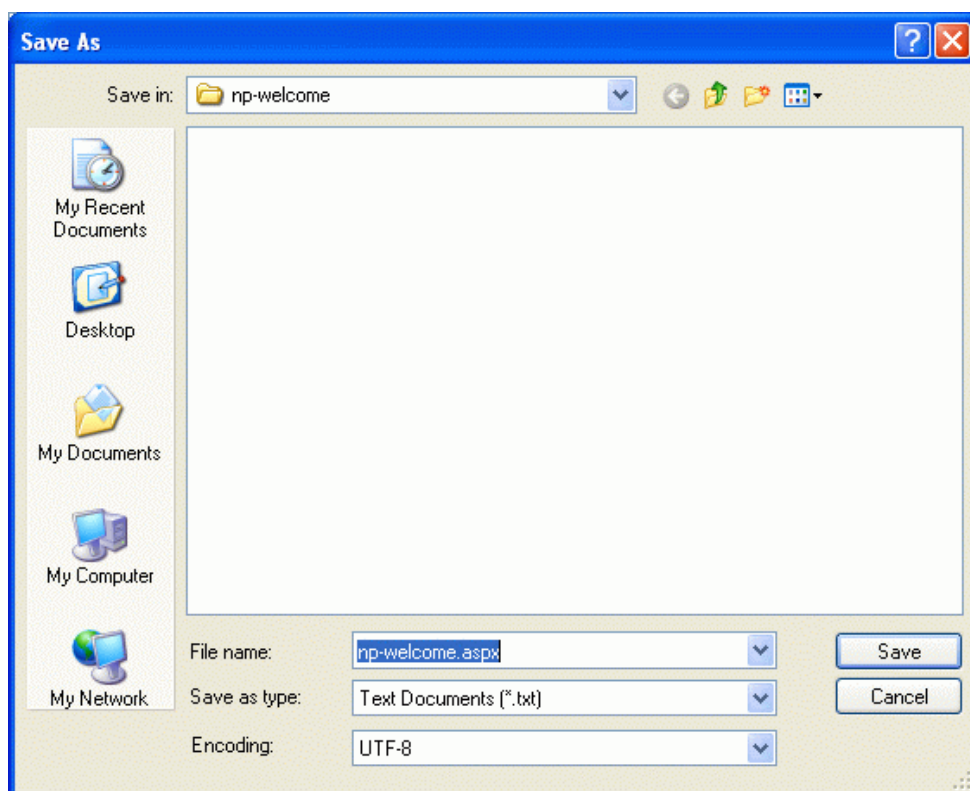 Save As
Save in:
np-welcome
My Recent
Documents
Desktop
My Documents
My Computer
My Network
File name:
np-welcome.aspx
Save
Save as type:
Text Documents (*.txt)
Cancel
Encoding:
UTF-8